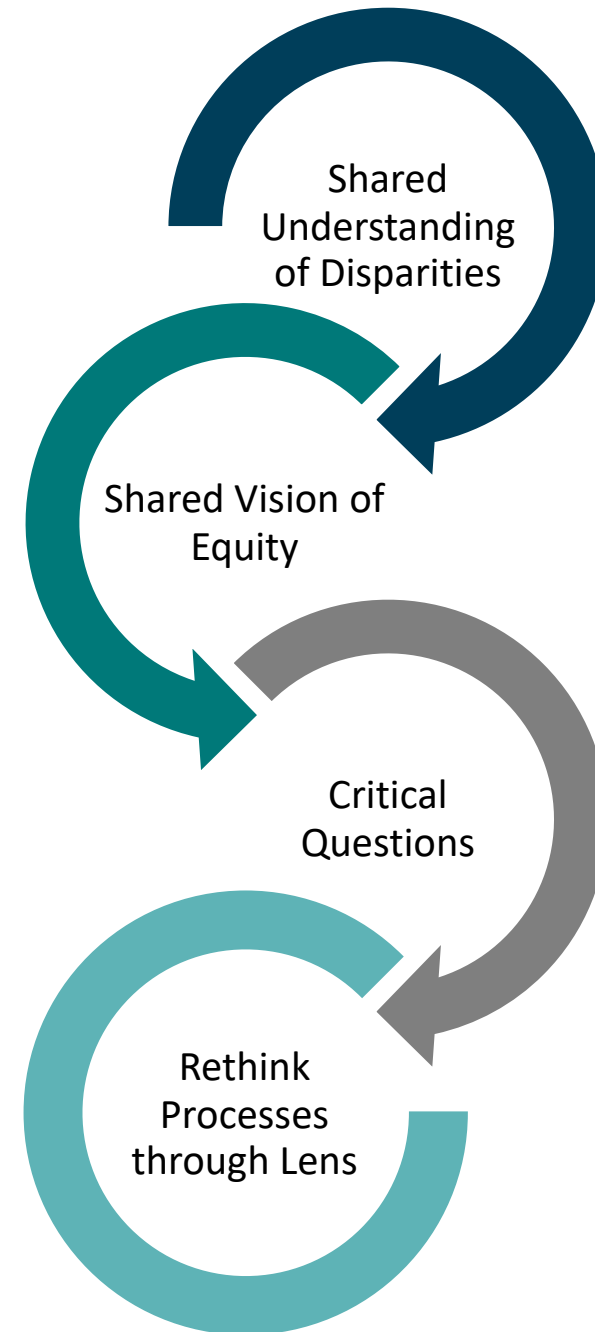 Shared
Understanding
of Disparities
Shared Vision of
Equity
Critical
Questions
Rethink
Processes
through Lens